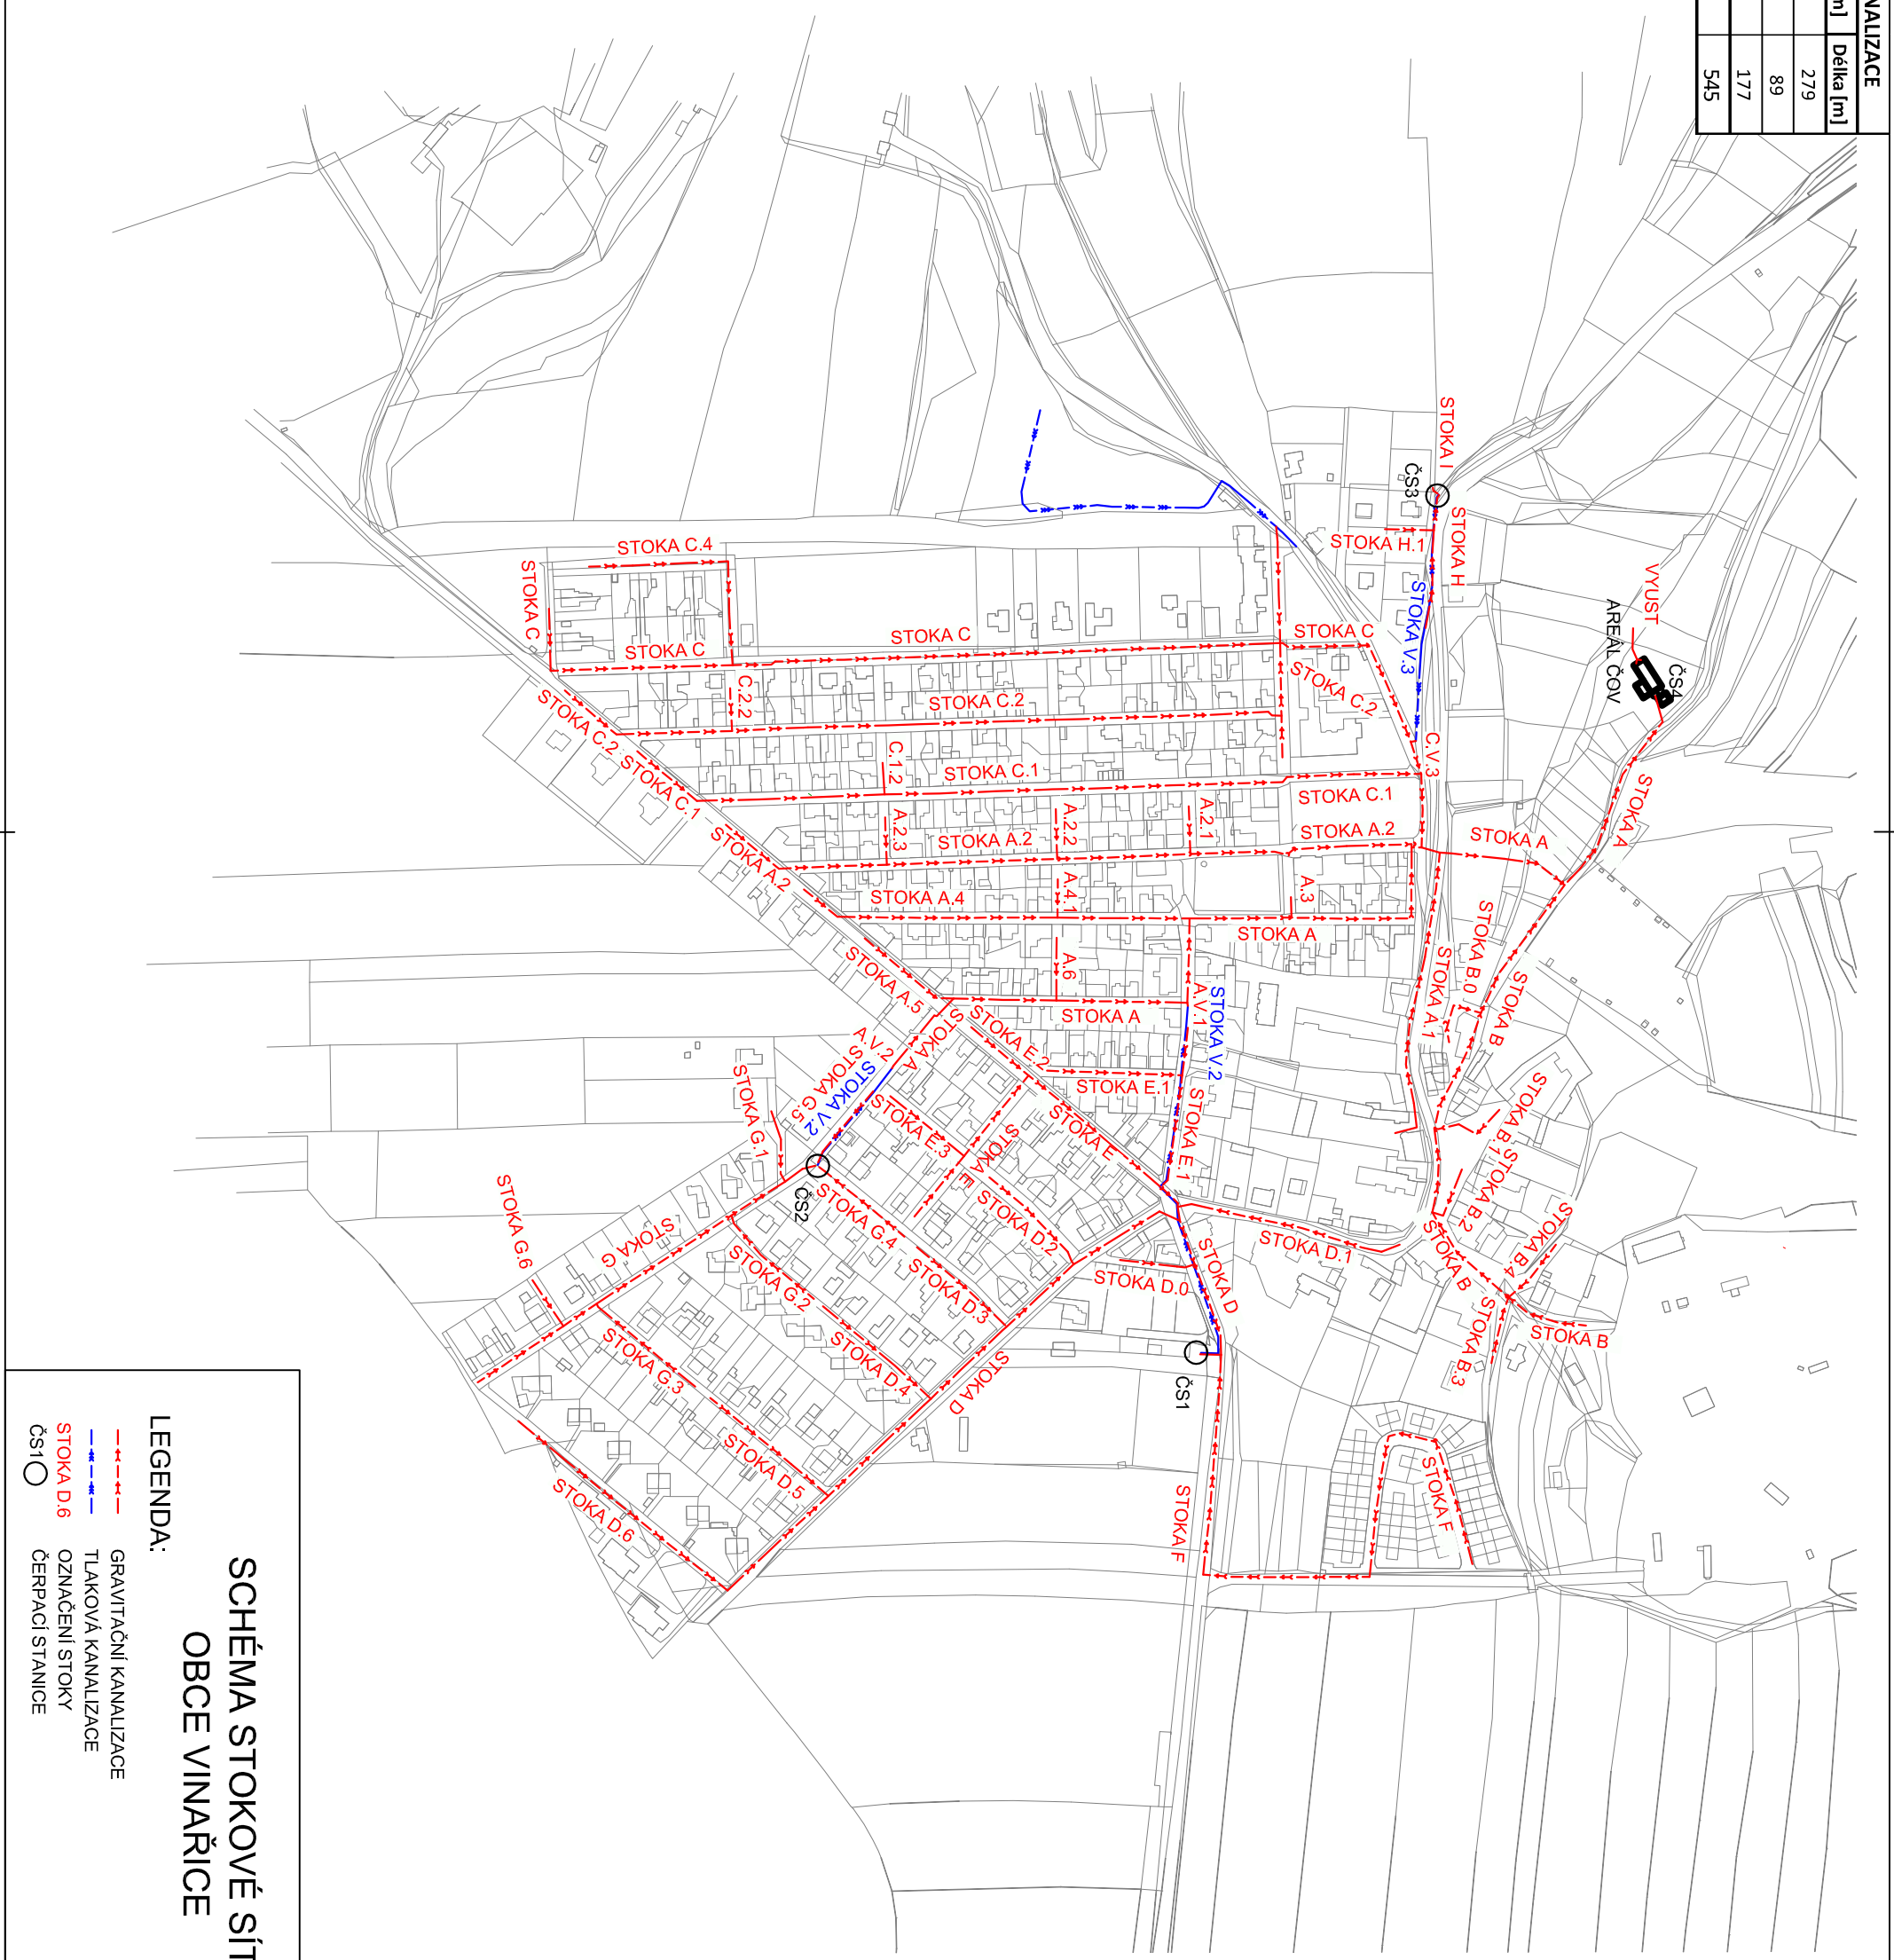 NALIZACE
m] Délka [m]
279
89
177
545
STOKA I
ČS3
STOKA H
STOKA H.1
STOKA V.3
VYUST
AREÁL ČOV
ČS4
STOKA A
STOKA C.4
STOKA C
STOKA C
STOKA C
STOKA C
STOKA C.2
C.2.2
STOKA C.2
STOKA C.2
C.V.3
STOKA C.1
C.1.2
STOKA C.1
STOKA C.1
STOKA A
A.2.1
A.2.2
A.2.3
STOKA A.2
STOKA A.2
STOKA A.2
A.3
A.4.1
STOKA A.4
STOKA A
STOKA B.0
STOKA A.1
STOKA B
A.6
STOKA A.5
A.V.1
STOKA V.2
STOKA A
STOKA E.2
STOKA A
A.V.2
STOKA V.2
STOKA G.5
STOKA E.1
STOKA E.1
STOKA E
STOKA E.3
STOKA E
STOKA G.1
STOKA B.1
STOKA B.2
STOKA B.4
STOKA B
STOKA B
STOKA B.3
ČS2
STOKA G.4
STOKA D.2
STOKA D.3
STOKA D.1
STOKA D
STOKA D.0
ČS1
STOKA G.6
STOKA G
STOKA G.2
STOKA D.4
STOKA D
STOKA G.3
STOKA D.5
STOKA D.6
STOKA F
STOKA F
SCHÉMA STOKOVÉ SÍT
OBCE VINAŘICE
LEGENDA:
GRAVITAČNÍ KANALIZACE
TLAKOVÁ KANALIZACE
STOKA D.6 OZNAČENÍ STOKY
ČS1 ČERPACÍ STANICE